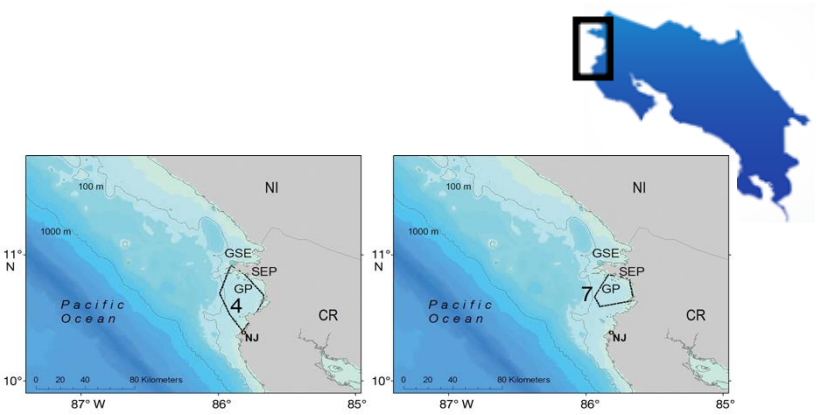 100 m
NI
1000 m
11°
N
GSE
SEP
GP
4
Pacific
Ocean
CR
NJ
0 20 40 80 Kilometers
10°
87° W
86°
85°
100 m
NI
1000 m
GSE
SEP
GP
7
Pacific
Ocean
CR
NJ
0 20 40 80 Kilometers
87° W
86°
85°
11°
N
10°